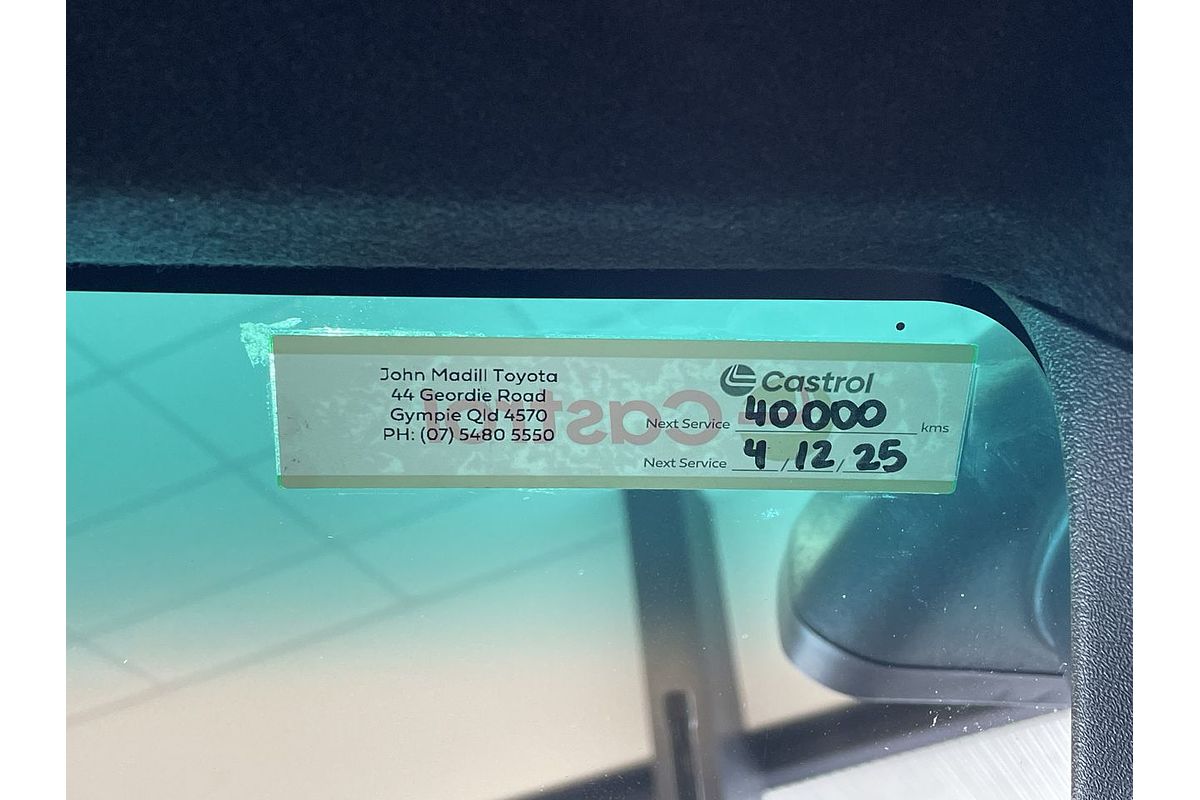 John Madill Toyota
44 Geordie Road
Gympie Qld 4570
PH: (07) 5480 5550
Castrol
Castrol
Next Service 40000 kms
Next Service 4/12/25